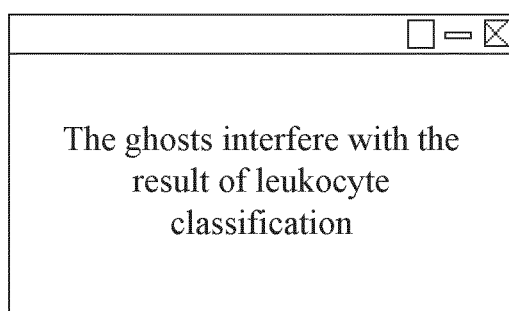 The ghosts interfere with the
result of leukocyte
classification